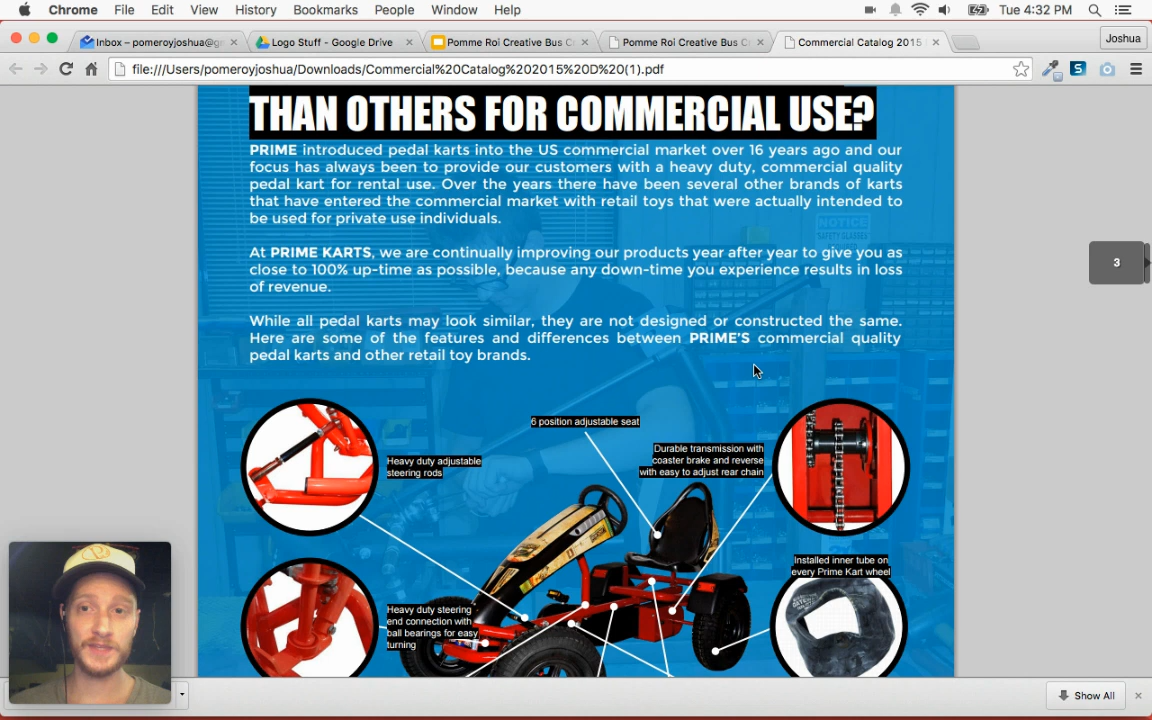 Chrome File Edit View History Bookmarks People Window Help Tue 4:32 PM
Inbox – pomeroyjoshua@gr
Logo Stuff - Google Drive
Pomme Roi Creative Bus C
Pomme Roi Creative Bus C
Commercial Catalog 2015
Joshua
file:///Users/pomeroyjoshua/Downloads/Commercial%20Catalog%202015%20D%20(1).pdf
THAN OTHERS FOR COMMERCIAL USE?
PRIME introduced pedal karts into the US commercial market over 16 years ago and our
focus has always been to provide our customers with a heavy duty, commercial quality
pedal kart for rental use. Over the years there have been several other brands of karts
that have entered the commercial market with retail toys that were actually intended to
be used for private use individuals.
NOTICE
SAFETY GLASSES
At PRIME KARTS, we are continually improving our products year after year to give you as
close to 100% up-time as possible, because any down-time you experience results in loss
of revenue.
3
While all pedal karts may look similar, they are not designed or constructed the same.
Here are some of the features and differences between PRIME'S commercial quality
pedal karts and other retail toy brands.
6 position adjustable seat
Heavy duty adjustable
steering rods
Durable transmission with
coaster brake and reverse
with easy to adjust rear chain
Installed inner tube on
every Prime Kart wheel
Heavy duty steering
end connection with
ball bearings for easy
turning
Show All